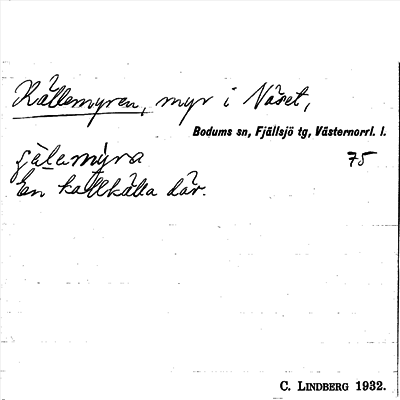 Källemyren, myr i Näset,
Bodums sn, Fjällsjö tg, Västernorrl. l.
75
En kallkälla där.
C. LINDBERG 1932.